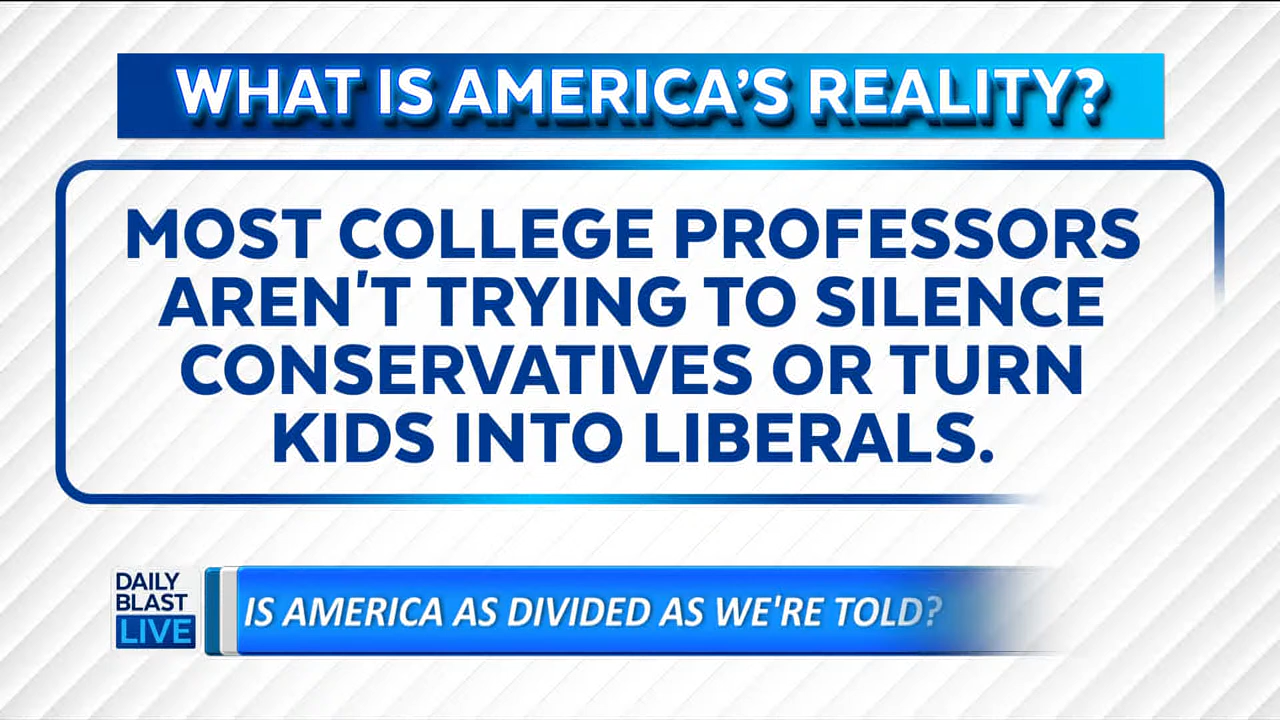 WHAT IS AMERICA'S REALITY?
MOST COLLEGE PROFESSORS
AREN'T TRYING TO SILENCE
CONSERVATIVES OR TURN
KIDS INTO LIBERALS.
DAILY
BLAST
LIVE
IS AMERICA AS DIVIDED AS WE'RE TOLD?